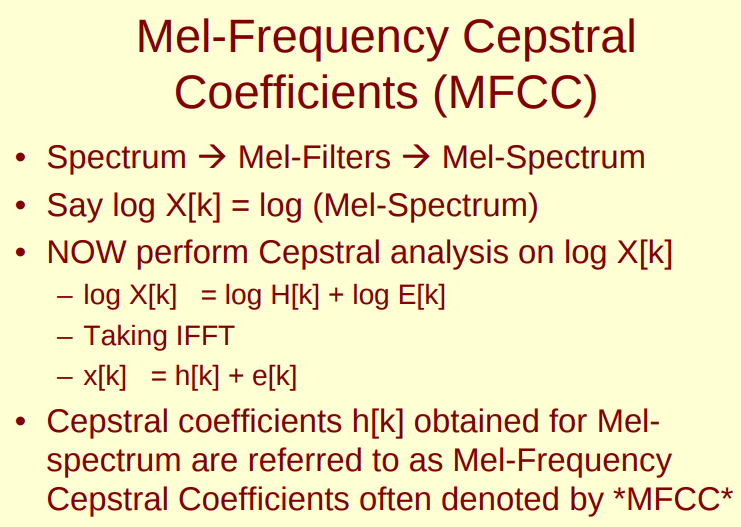 Mel-Frequency Cepstral
Coefficients (MFCC)
• Spectrum → Mel-Filters → Mel-Spectrum
• Say log X[k] = log (Mel-Spectrum)
• NOW perform Cepstral analysis on log X[k]
– log X[k] = log H[k] + log E[k]
– Taking IFFT
– x[k] = h[k] + e[k]
• Cepstral coefficients h[k] obtained for Mel-
spectrum are referred to as Mel-Frequency
Cepstral Coefficients often denoted by *MFCC*